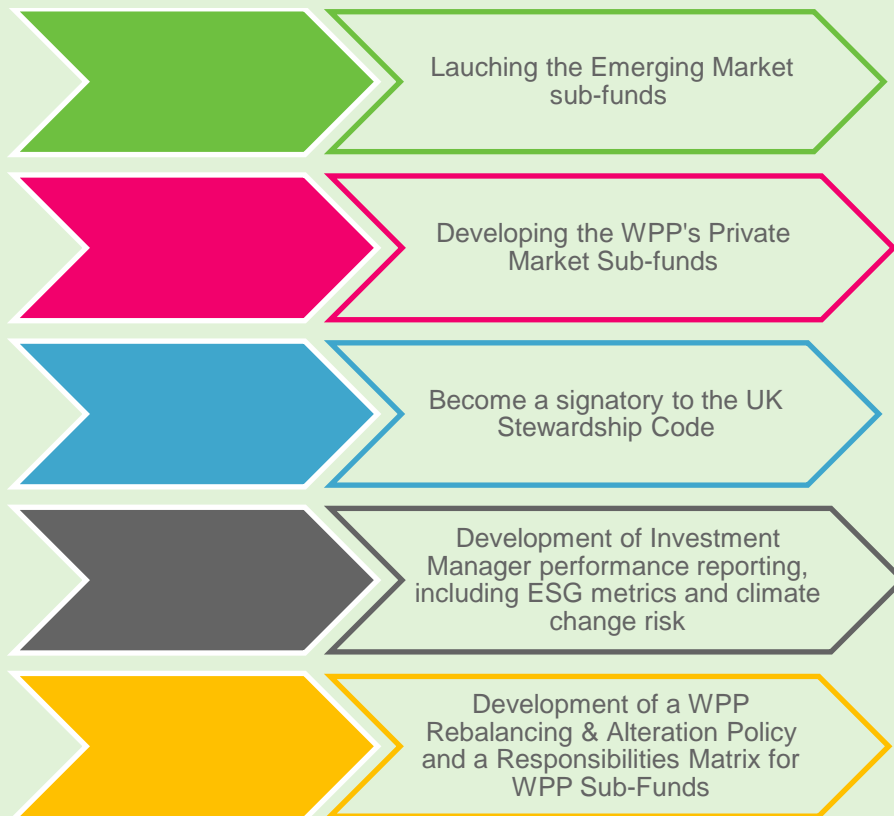 Lauching the Emerging Market
sub-funds
Developing the WPP's Private
Market Sub-funds
Become a signatory to the UK
Stewardship Code
Development of Investment
Manager performance reporting,
including ESG metrics and climate
change risk
Development of a WPP
Rebalancing & Alteration Policy
and a Responsibilities Matrix for
WPP Sub-Funds